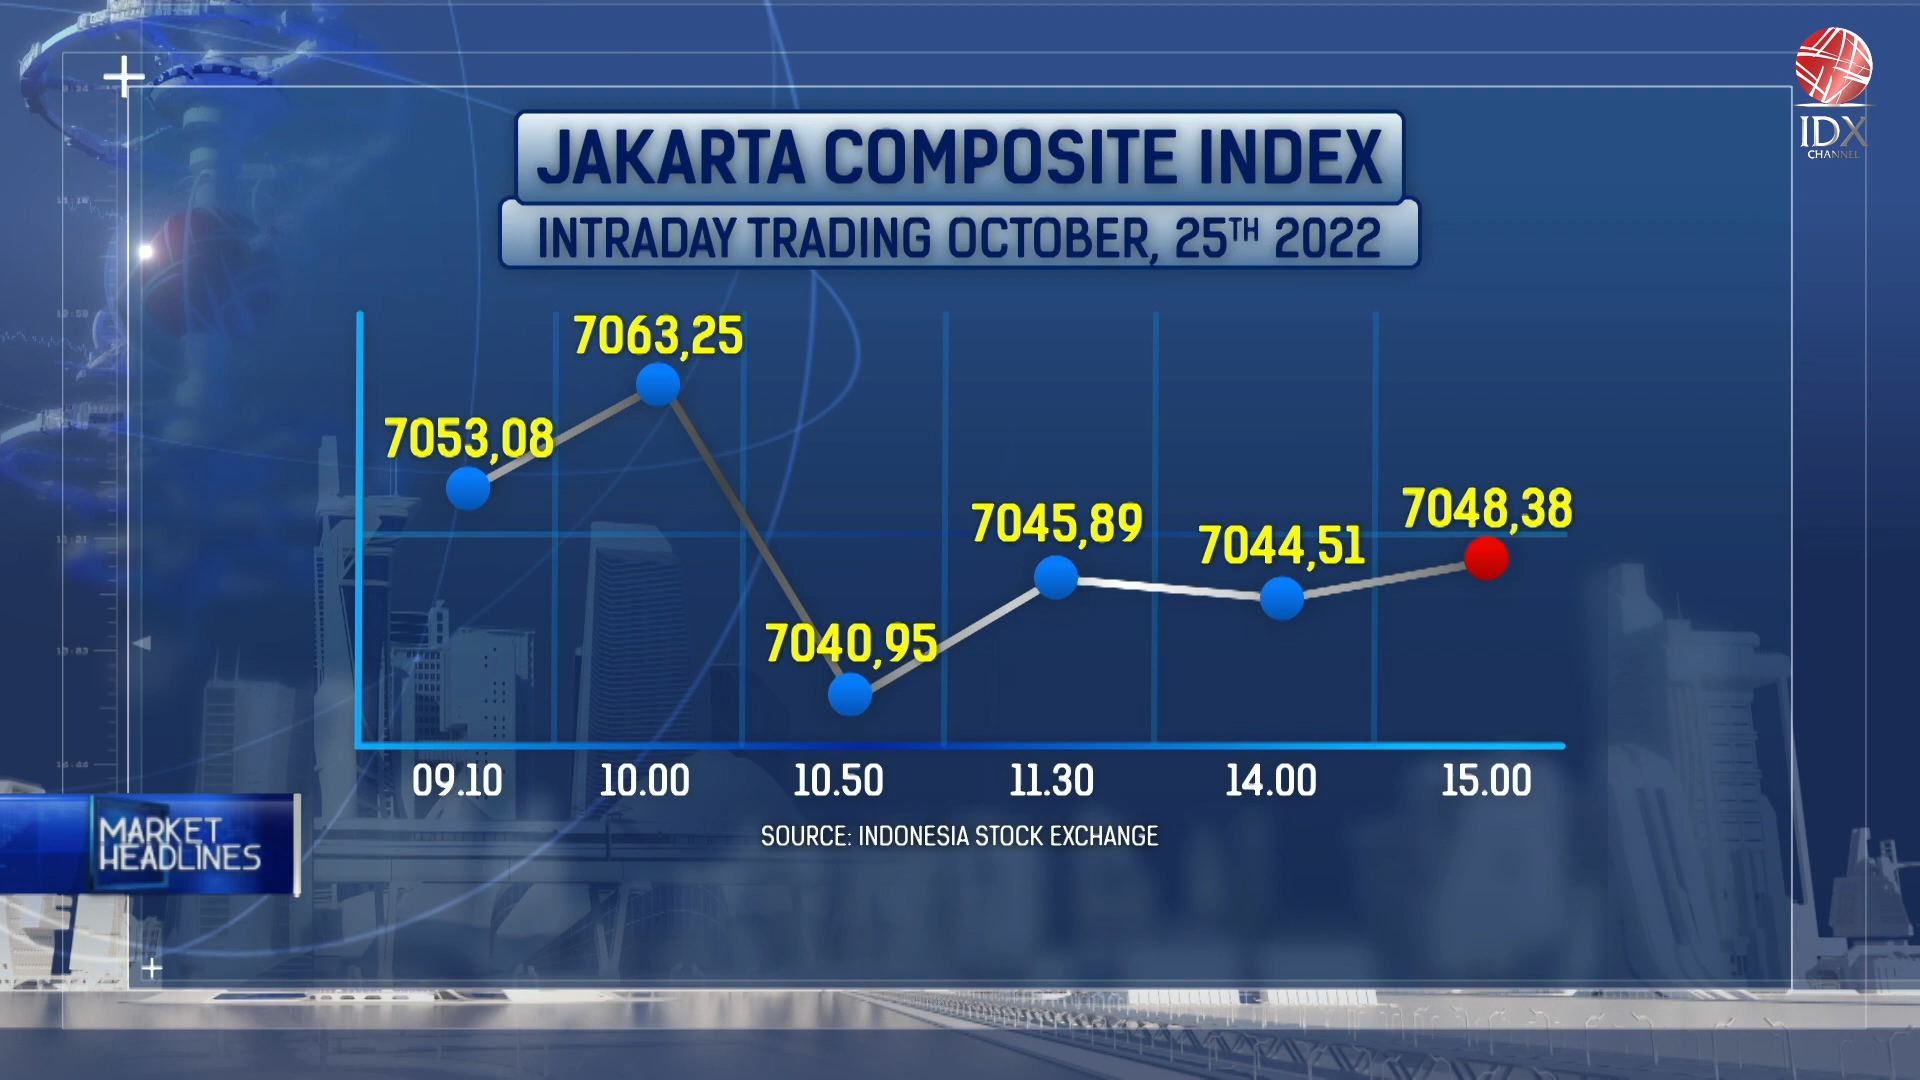 IDX
CHANNEL
JAKARTA COMPOSITE INDEX
INTRADAY TRADING OCTOBER, 25TH 2022
7063,25
7053,08
7048,38
7045,89
7044,51
7040,95
09.10 10.00 10.50 11.30 14.00 15.00
SOURCE: INDONESIA STOCK EXCHANGE
MARKET
HEADLINES